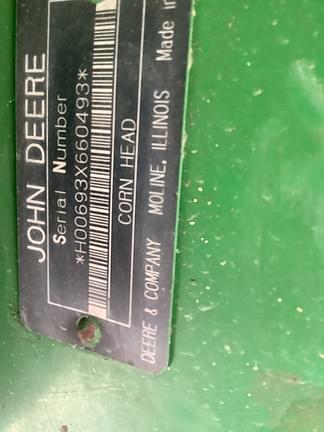 JOHN DEERE
Serial Number
*H00693X660493*
CORN HEAD
DEERE & COMPANY MOLINE, ILLINOIS Made in